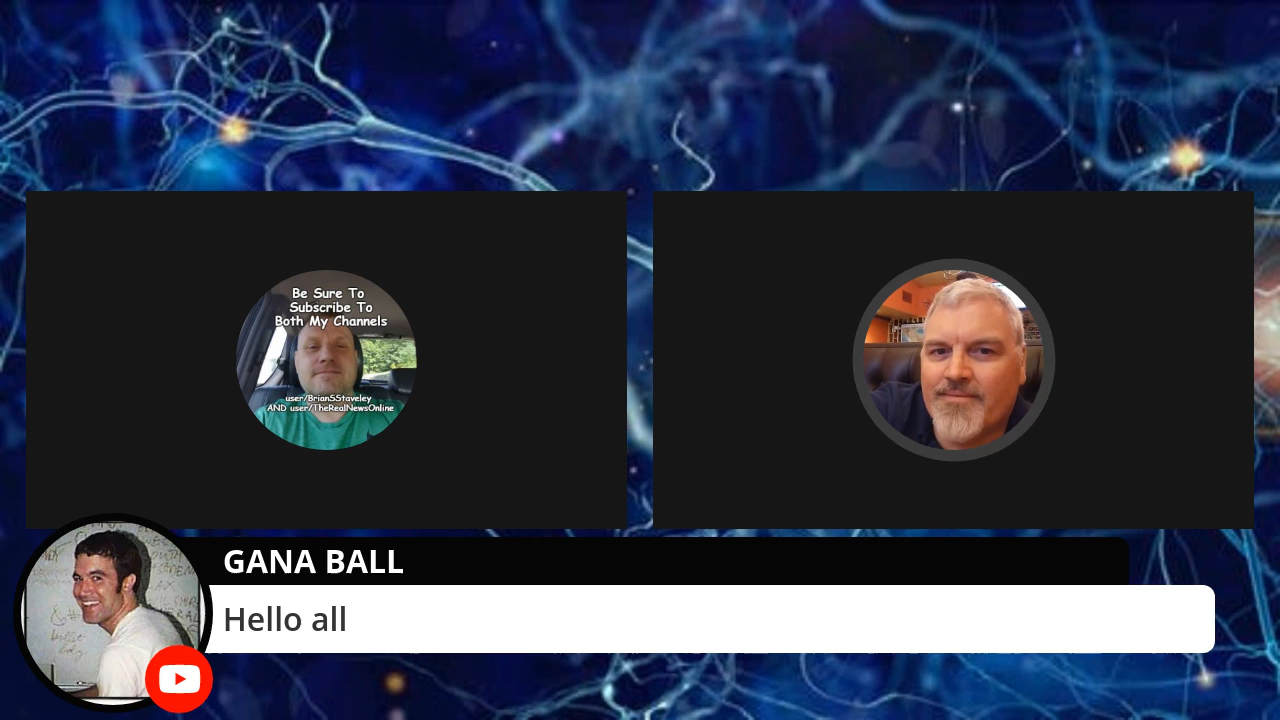 Be Sure To
Subscribe To
Both My Channels
user/BrianSStaveley
AND user/TheRealNewsOnline
GANA BALL
Hello all